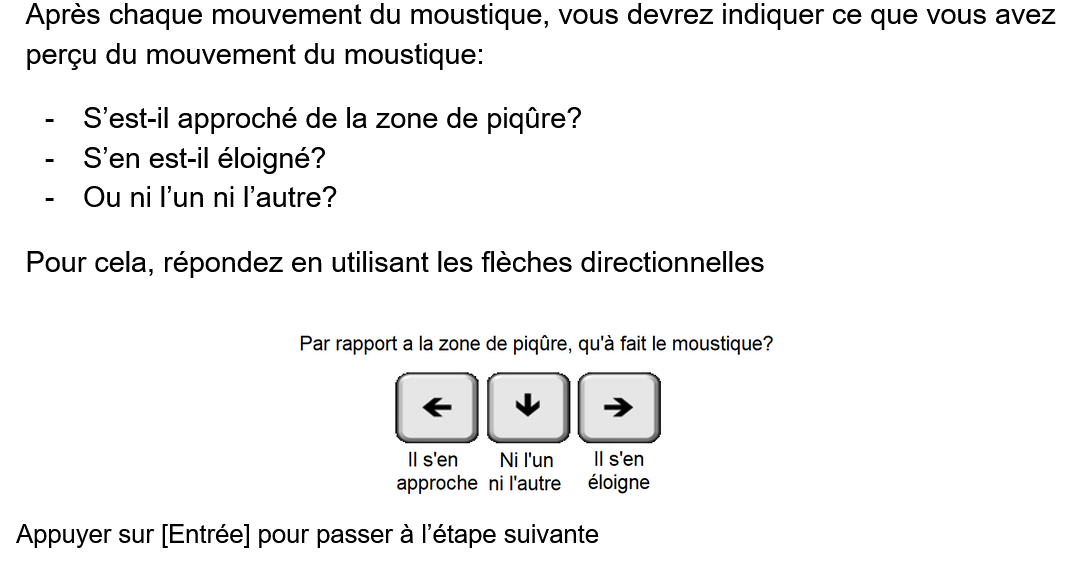 Après chaque mouvement du moustique, vous devrez indiquer ce que vous avez
perçu du mouvement du moustique:
- S’est-il approché de la zone de piqûre?
- S’en est-il éloigné?
- Ou ni l’un ni l’autre?
Pour cela, répondez en utilisant les flèches directionnelles
Par rapport a la zone de piqûre, qu'à fait le moustique?
← ↓ →
Il s'en Ni l'un Il s'en
approche ni l'autre éloigne
Appuyer sur [Entrée] pour passer à l’étape suivante